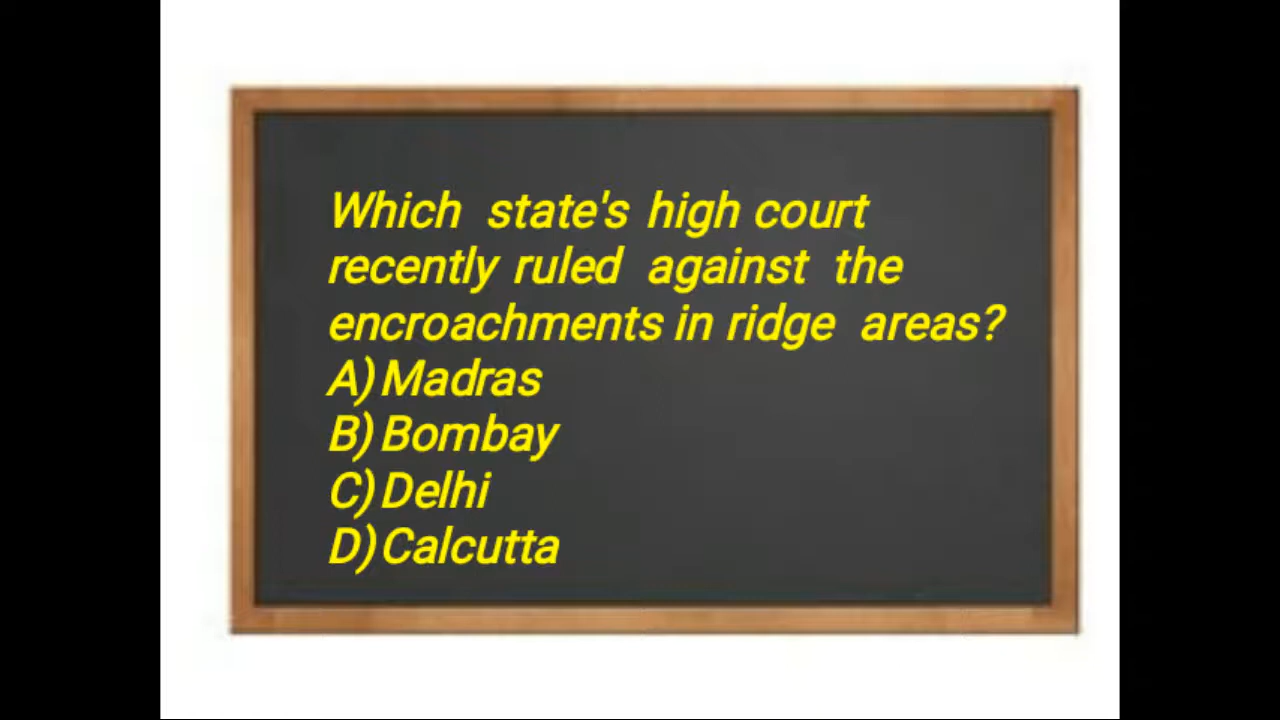 Which state's high court
recently ruled against the
encroachments in ridge areas?
A) Madras
B) Bombay
C) Delhi
D) Calcutta